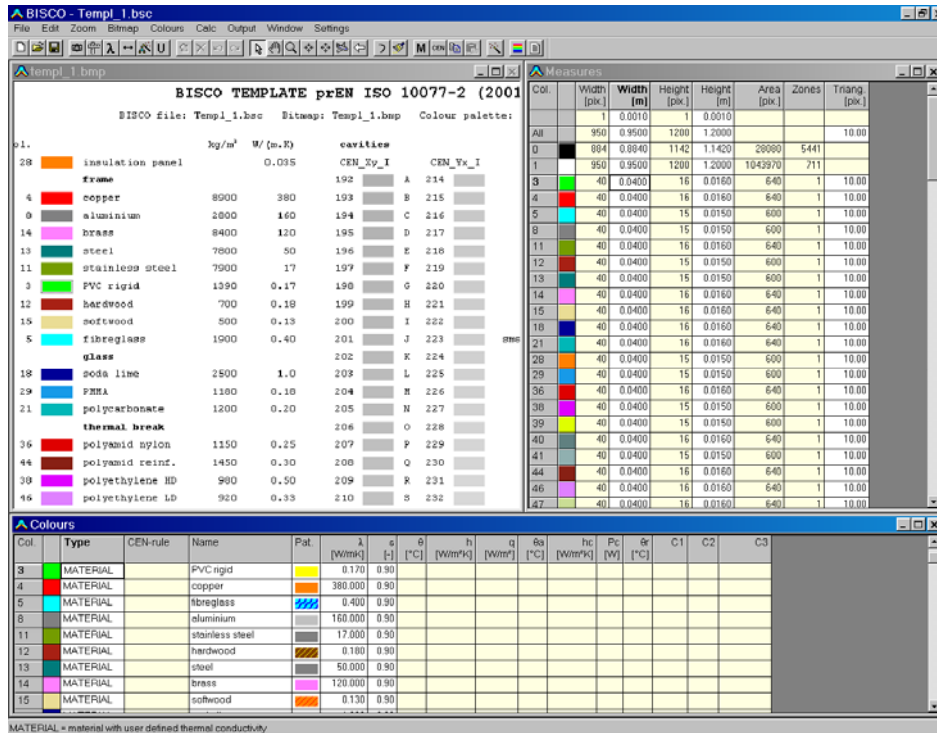 BISCO - Templ_1.bsc
File Edit Zoom Bitmap Colours Calc Output Window Settings
λ U M CEN
templ_1.bmp
BISCO TEMPLATE prEN ISO 10077-2 (2001
BISCO file: Templ_1.bsc Bitmap: Templ_1.bmp Colour palette:
ol. kg/m³ W/(m.K) cavities
28 insulation panel 0.035 CEN_Xy_I CEN_Yx_I
frame 192 A 214
4 copper 8900 380 193 B 215
8 aluminium 2800 160 194 C 216
14 brass 8400 120 195 D 217
13 steel 7800 50 196 E 218
11 stainless steel 7900 17 197 F 219
3 PVC rigid 1390 0.17 198 G 220
12 hardwood 700 0.18 199 H 221
15 softwood 500 0.13 200 I 222
5 fibreglass 1900 0.40 201 J 223
glass 202 K 224
18 soda lime 2500 1.0 203 L 225
29 PMMA 1180 0.18 204 M 226
21 polycarbonate 1200 0.20 205 N 227
thermal break 206 O 228
36 polyamid nylon 1150 0.25 207 P 229
44 polyamid reinf. 1450 0.30 208 Q 230
38 polyethylene HD 980 0.50 209 R 231
46 polyethylene LD 920 0.33 210 S 232
Measures
Col. Width Width Height Height Area Zones Triang.
[pix.] [m] [pix.] [m] [pix.] [pix.]
1 0.0010 1 0.0010
All 950 0.9500 1200 1.2000 10.00
0 884 0.8840 1142 1.1420 28080 5441
1 950 0.9500 1200 1.2000 1043970 711
3 40 0.0400 16 0.0160 640 1 10.00
4 40 0.0400 16 0.0160 640 1 10.00
5 40 0.0400 15 0.0150 600 1 10.00
8 40 0.0400 15 0.0150 600 1 10.00
11 40 0.0400 16 0.0160 640 1 10.00
12 40 0.0400 15 0.0150 600 1 10.00
13 40 0.0400 15 0.0150 600 1 10.00
14 40 0.0400 16 0.0160 640 1 10.00
15 40 0.0400 16 0.0160 640 1 10.00
18 40 0.0400 16 0.0160 640 1 10.00
21 40 0.0400 16 0.0160 640 1 10.00
28 40 0.0400 15 0.0150 600 1 10.00
29 40 0.0400 15 0.0150 600 1 10.00
36 40 0.0400 16 0.0160 640 1 10.00
38 40 0.0400 15 0.0150 600 1 10.00
39 40 0.0400 15 0.0150 600 1 10.00
40 40 0.0400 16 0.0160 640 1 10.00
41 40 0.0400 15 0.0150 600 1 10.00
44 40 0.0400 16 0.0160 640 1 10.00
46 40 0.0400 16 0.0160 640 1 10.00
47 40 0.0400 16 0.0160 640 1 10.00
Colours
Col. Type CEN-rule Name Pat. λ ε θ h q θa hc Pc θr C1 C2 C3
[W/mK] [-] [°C] [W/m²K] [W/m²] [°C] [W/m²K] [W] [°C]
3 MATERIAL PVC rigid 0.170 0.90
4 MATERIAL copper 380.000 0.90
5 MATERIAL fibreglass 0.400 0.90
8 MATERIAL aluminium 160.000 0.90
11 MATERIAL stainless steel 17.000 0.90
12 MATERIAL hardwood 0.180 0.90
13 MATERIAL steel 50.000 0.90
14 MATERIAL brass 120.000 0.90
15 MATERIAL softwood 0.130 0.90
MATERIAL = material with user defined thermal conductivity